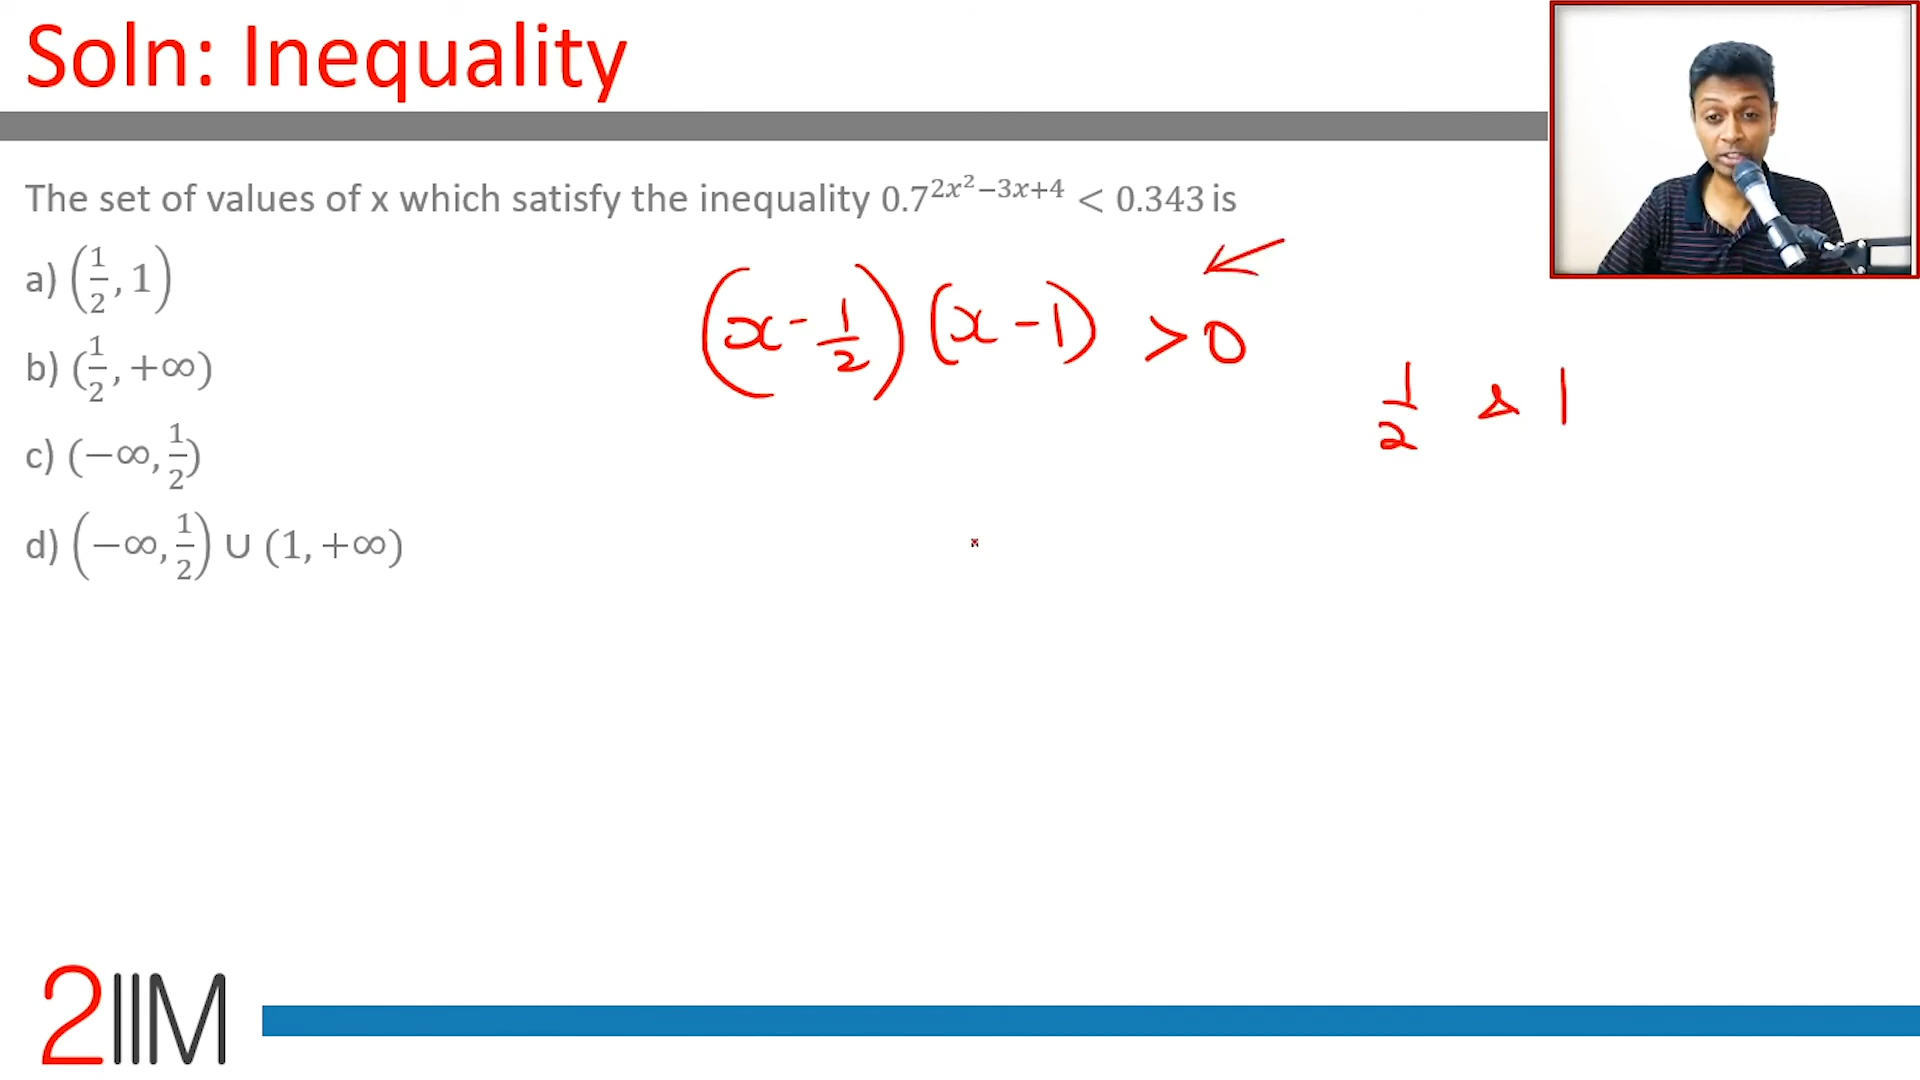 Soln: Inequality
The set of values of x which satisfy the inequality 0.7^{2x²−3x+4} < 0.343 is
a) (1/2, 1)
b) (1/2, +∞)
c) (−∞, 1/2)
d) (−∞, 1/2) ∪ (1, +∞)
(x - 1/2) (x - 1) > 0
1/2 & 1
2IIM